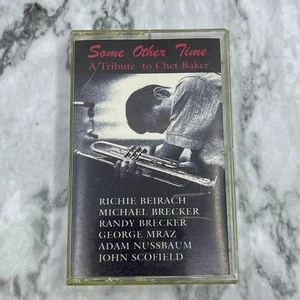 Some Other Time
A Tribute to Chet Baker
RICHIE BEIRACH
MICHAEL BRECKER
RANDY BRECKER
GEORGE MRAZ
ADAM NUSSBAUM
JOHN SCOFIELD